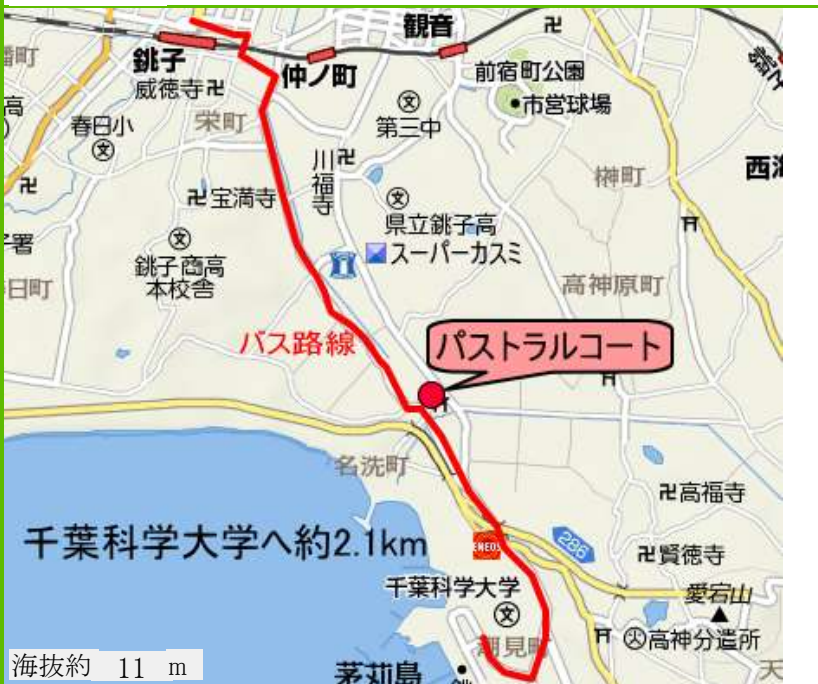 観音
銚子
仲ノ町
前宿町公園
市営球場
威徳寺
春日小
栄町
第三中
川福寺
榊町
宝満寺
県立銚子高
スーパーカスミ
銚子商高
本校舎
高神原町
バス路線
パストラルコート
名洗町
高福寺
千葉科学大学へ約2.1km
ENEOS
286
賢徳寺
千葉科学大学
愛宕山
潮見町
高神分遣所
海抜約 11 m